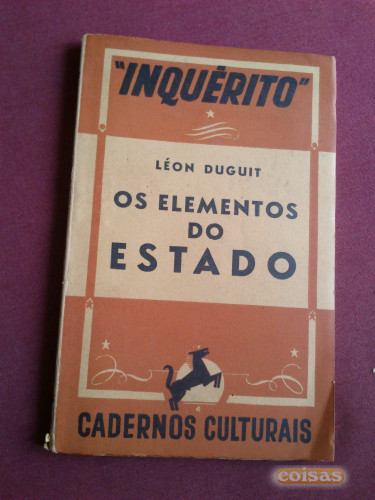 "INQUÉRITO"
LÉON DUGUIT
OS ELEMENTOS
DO
ESTADO
CADERNOS CULTURAIS
coisas